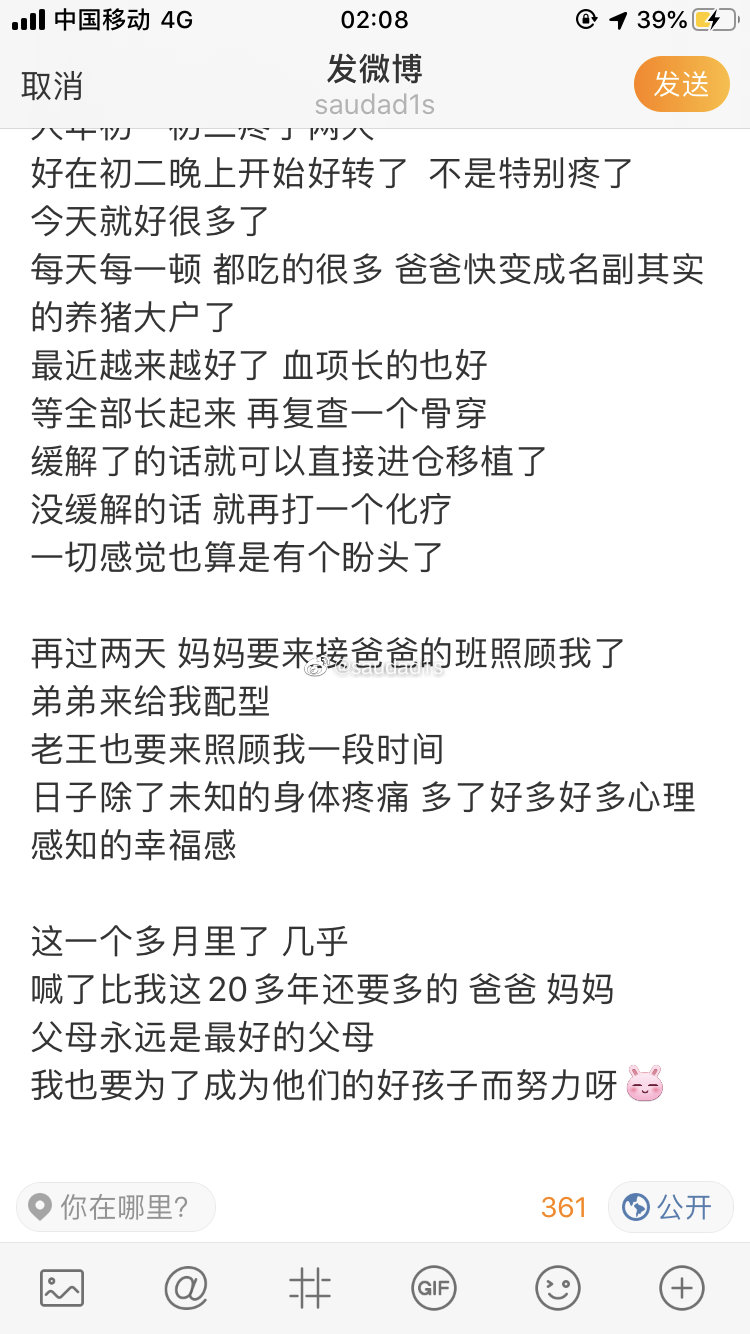 中国移动 4G 02:08 39%
取消 发微博 发送
saudad1s
大年初一初二疼了两天
好在初二晚上开始好转了 不是特别疼了
今天就好很多了
每天每一顿 都吃的很多 爸爸快变成名副其实
的养猪大户了
最近越来越好了 血项长的也好
等全部长起来 再复查一个骨穿
缓解了的话就可以直接进仓移植了
没缓解的话 就再打一个化疗
一切感觉也算是有个盼头了
再过两天 妈妈要来接爸爸的班照顾我了
@saudad1s
弟弟来给我配型
老王也要来照顾我一段时间
日子除了未知的身体疼痛 多了好多好多心理
感知的幸福感
这一个多月里了 几乎
喊了比我这20多年还要多的 爸爸 妈妈
父母永远是最好的父母
我也要为了成为他们的好孩子而努力呀
你在哪里? 361 公开
GIF